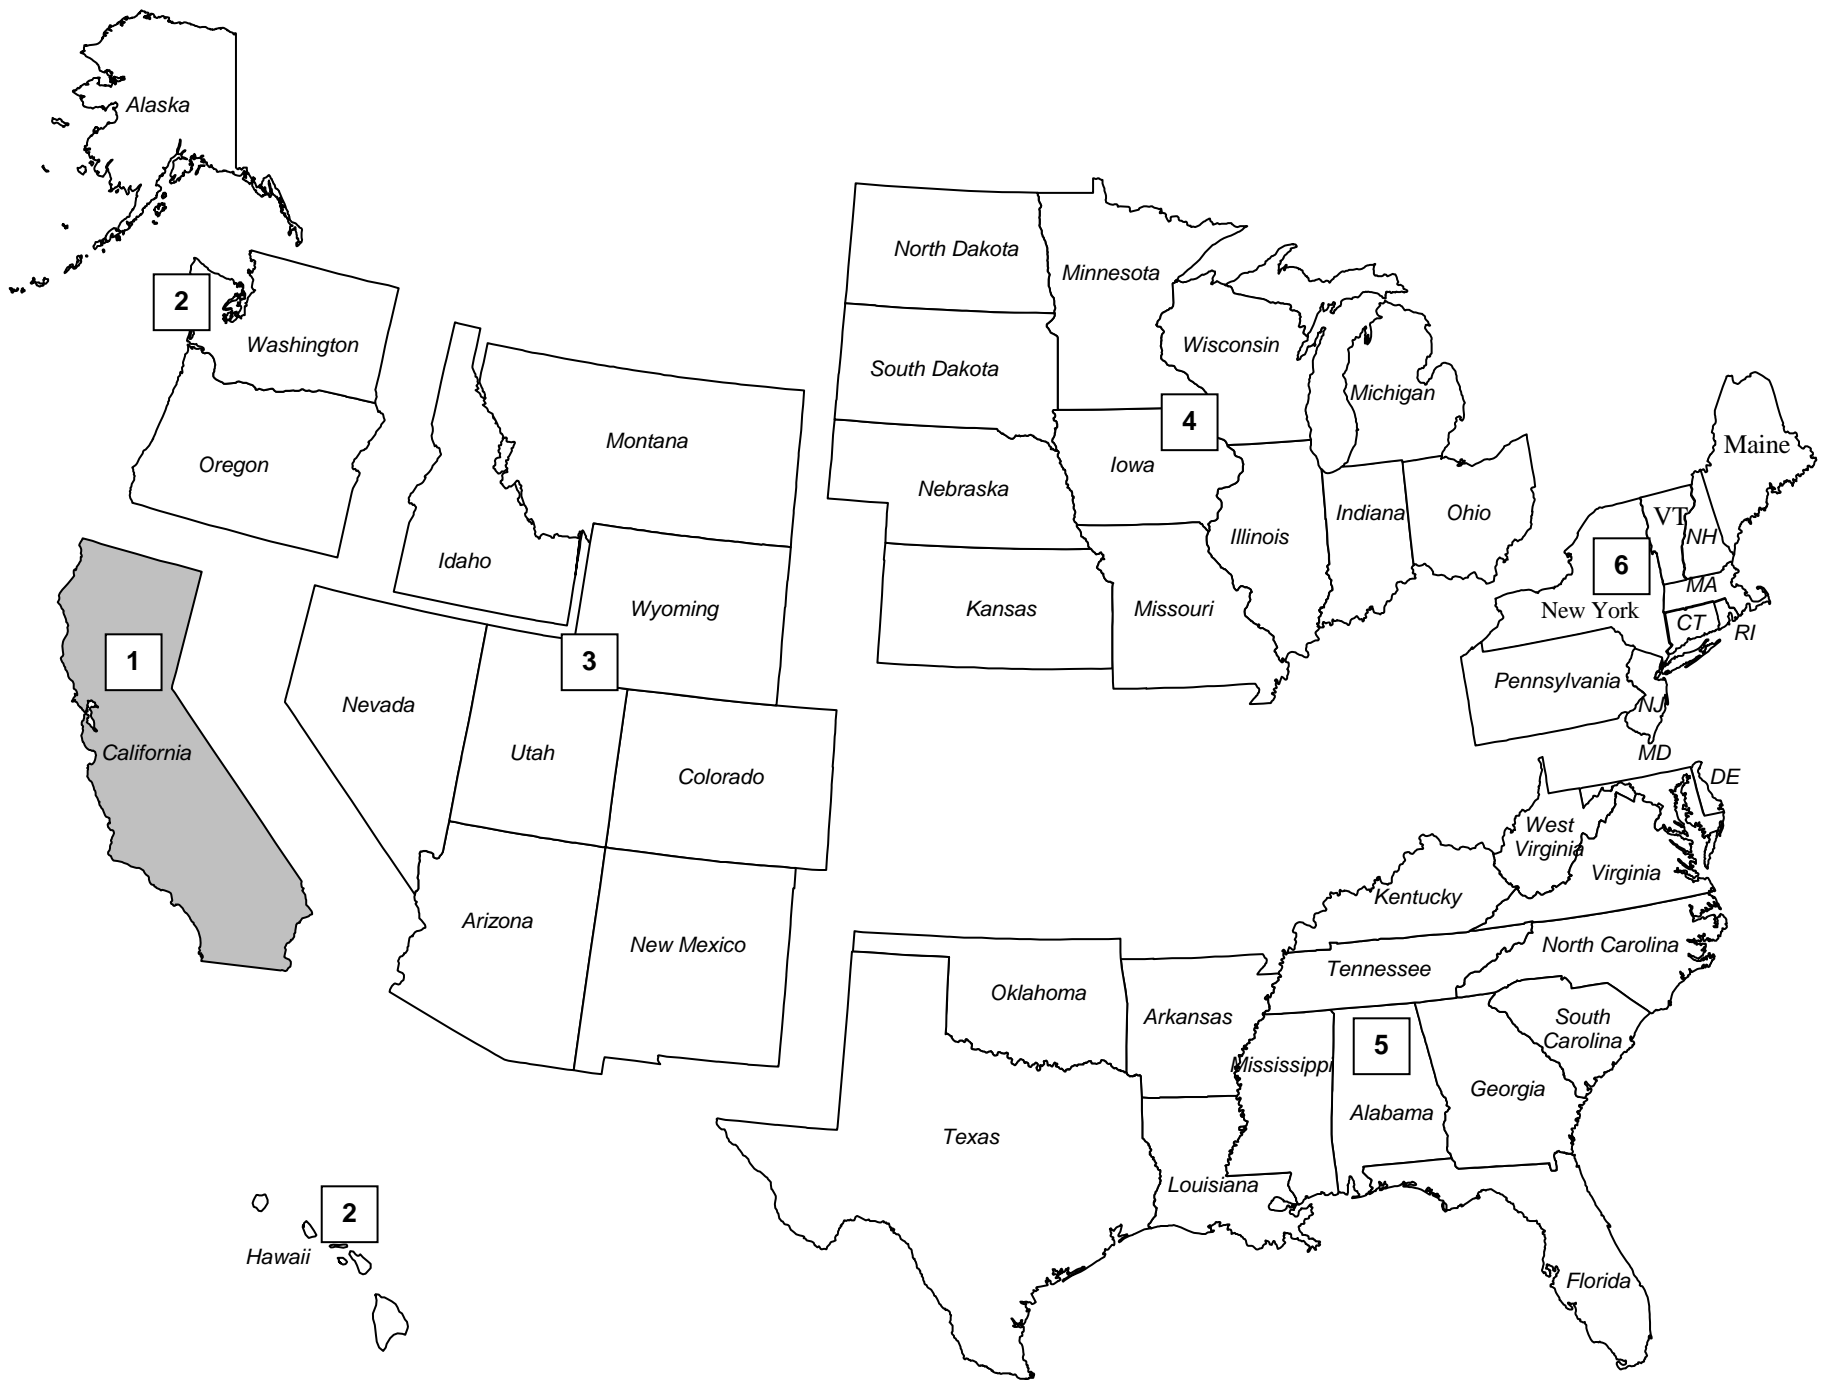 Alaska
North Dakota
Minnesota
2
Washington
Wisconsin
South Dakota
Michigan
4
Montana
Maine
Oregon
Iowa
Nebraska
Illinois
Indiana
Ohio
VT
NH
Idaho
6
MA
Wyoming
Kansas
Missouri
New York
CT
RI
1
3
Pennsylvania
NJ
Nevada
California
Utah
Colorado
MD
DE
West
Virginia
Virginia
Kentucky
Arizona
New Mexico
North Carolina
Tennessee
Oklahoma
Arkansas
South
Carolina
5
Mississippi
Georgia
Alabama
Texas
Louisiana
2
Hawaii
Florida